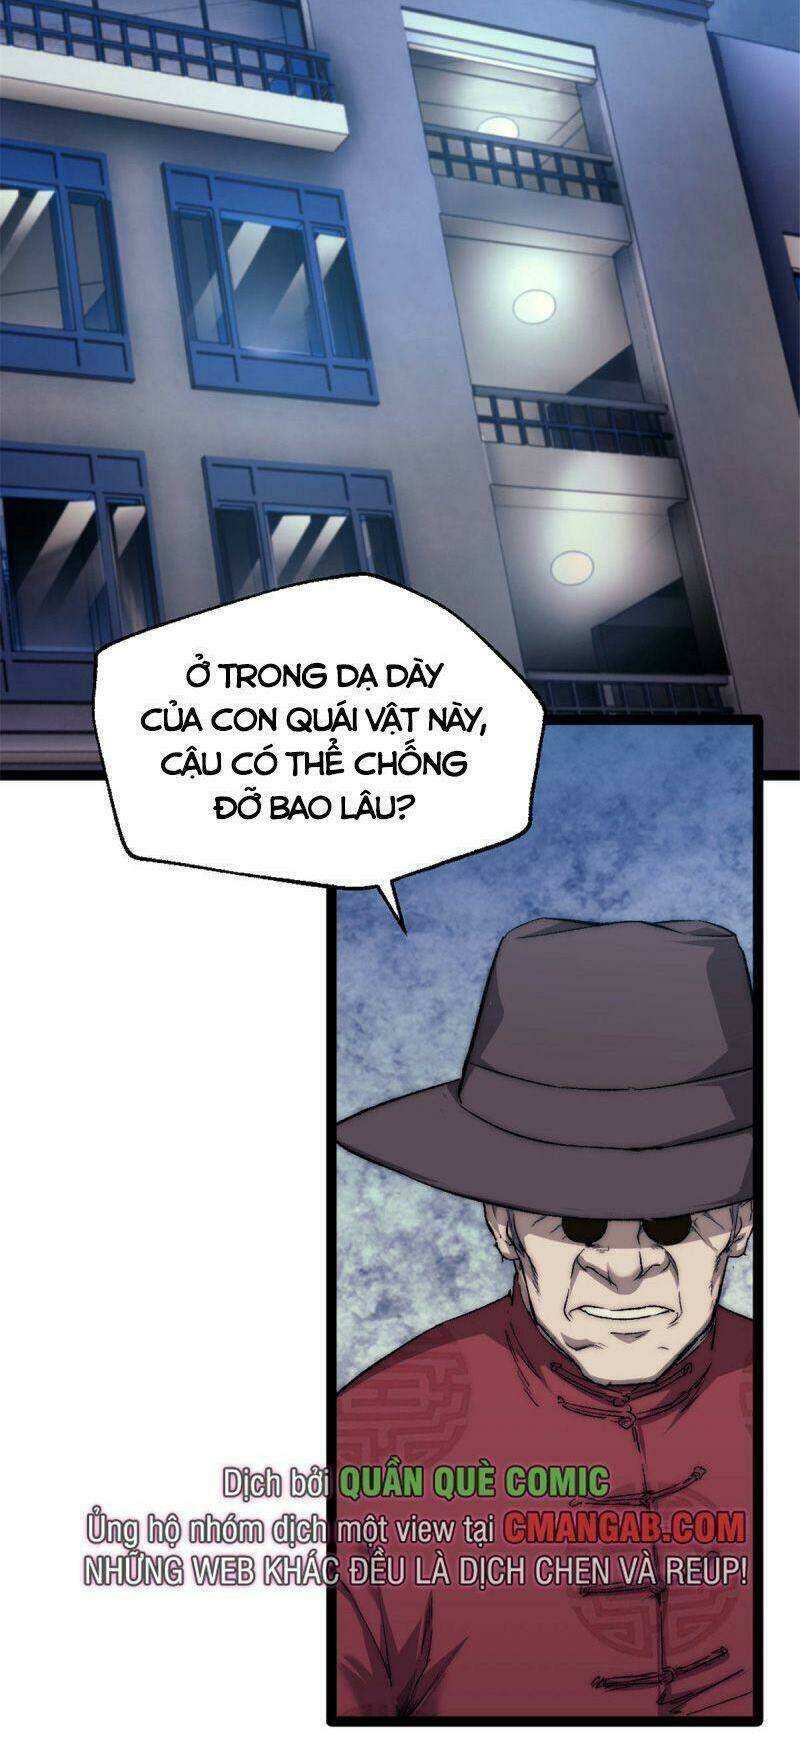 Ở TRONG DẠ DÀY
CỦA CON QUÁI VẬT NÀY,
CẬU CÓ THỂ CHỐNG
ĐỠ BAO LÂU?
Dịch bởi QUẦN QUÈ COMIC
Ủng hộ nhóm dịch một view tại CMANGAB.COM
NHỮNG WEB KHÁC ĐỀU LÀ DỊCH CHEN VÀ REUP!